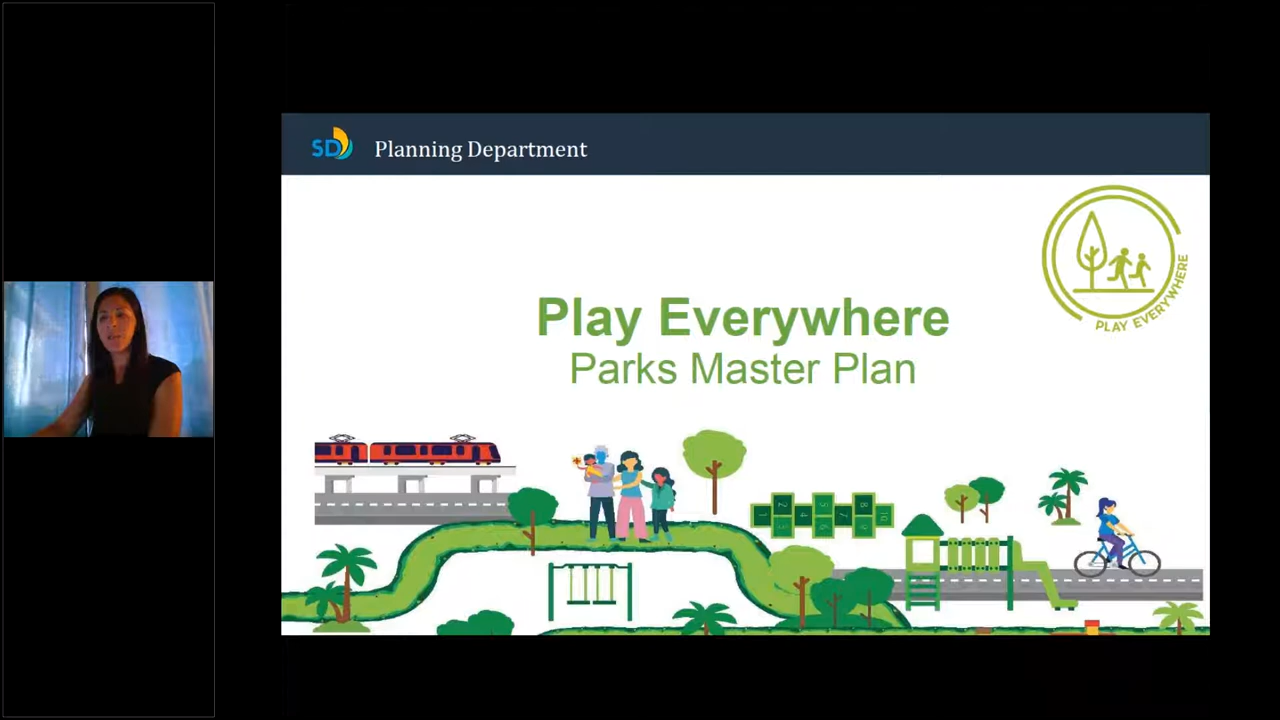 SD
Planning Department
PLAY EVERYWHERE
Play Everywhere
Parks Master Plan